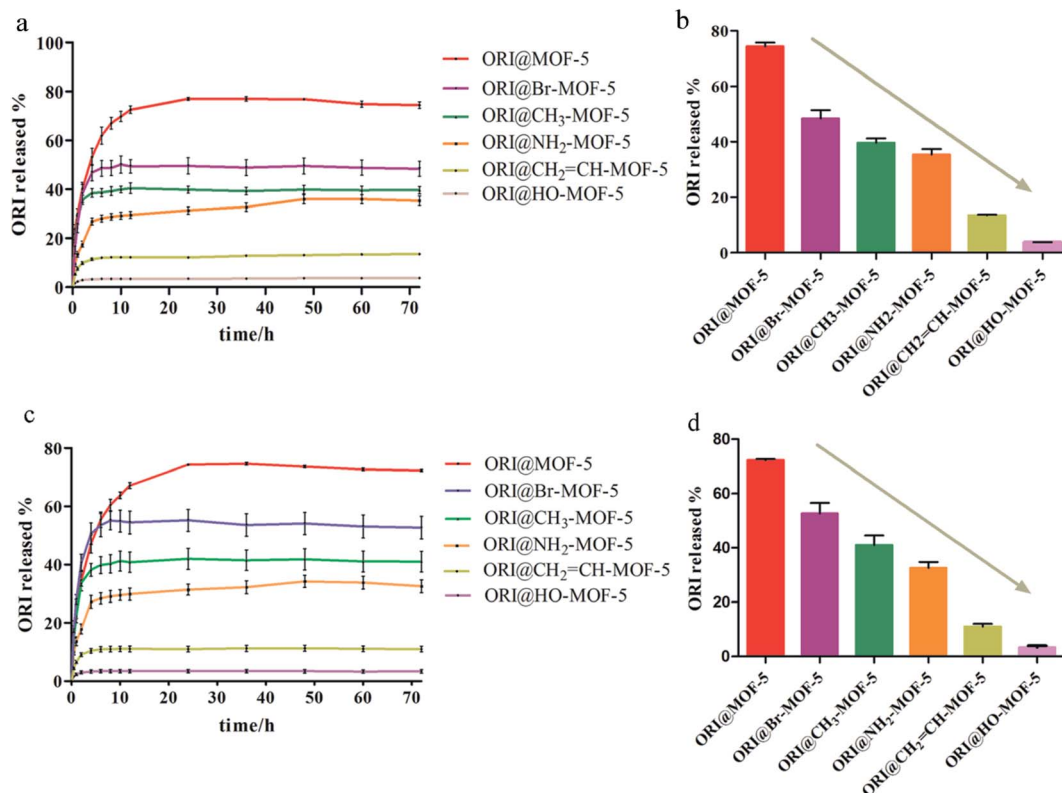 a
ORI released %
100
80
60
40
20
0
0 10 20 30 40 50 60 70
time/h
ORI@MOF-5
ORI@Br-MOF-5
ORI@CH₃-MOF-5
ORI@NH₂-MOF-5
ORI@CH₂=CH-MOF-5
ORI@HO-MOF-5
b
ORI released %
80
60
40
20
0
ORI@MOF-5
ORI@Br-MOF-5
ORI@CH3-MOF-5
ORI@NH2-MOF-5
ORI@CH2=CH-MOF-5
ORI@HO-MOF-5
c
ORI released %
80
60
40
20
0
0 10 20 30 40 50 60 70
time/h
ORI@MOF-5
ORI@Br-MOF-5
ORI@CH₃-MOF-5
ORI@NH₂-MOF-5
ORI@CH₂=CH-MOF-5
ORI@HO-MOF-5
d
ORI released %
80
60
40
20
0
ORI@MOF-5
ORI@Br-MOF-5
ORI@CH₃-MOF-5
ORI@NH₂-MOF-5
ORI@CH₂=CH-MOF-5
ORI@HO-MOF-5